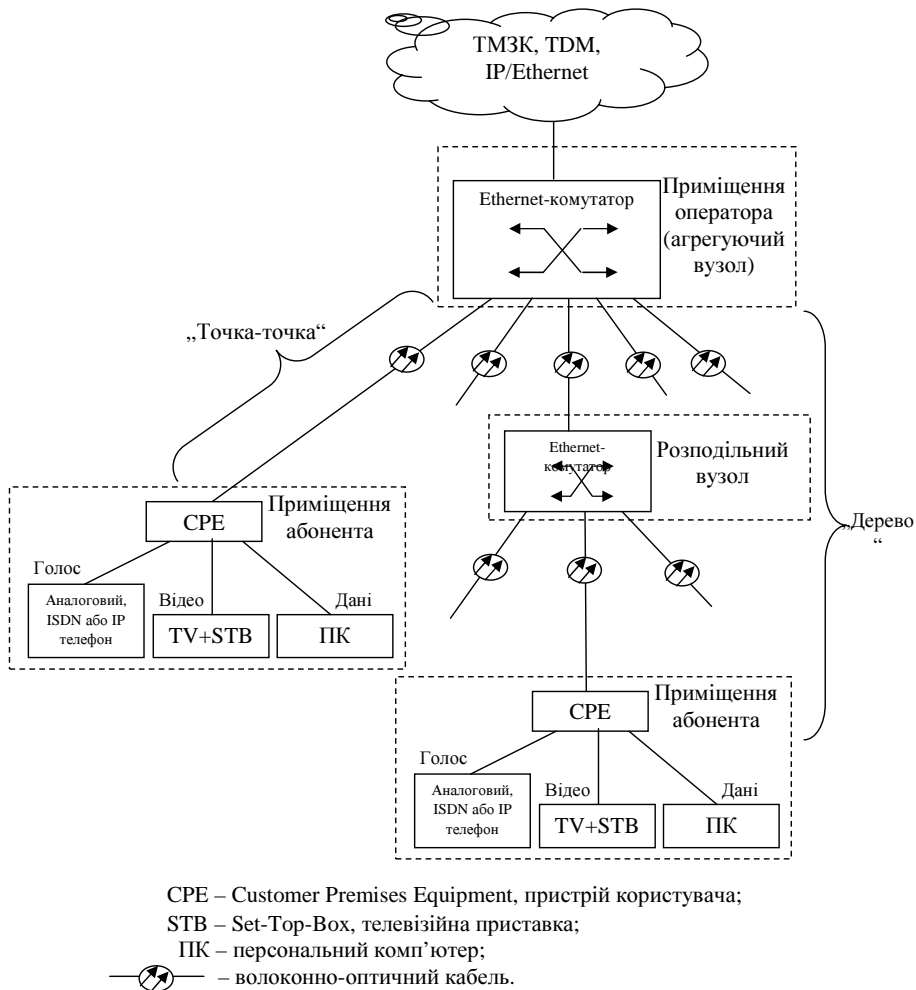 ТМЗК, TDM,
IP/Ethernet
Ethernet-комутатор
Приміщення
оператора
(агрегуючий
вузол)
„Точка-точка“
Ethernet-
комутатор
Розподільний
вузол
„Дерево
“
CPE
Приміщення
абонента
Голос
Відео
Дані
Аналоговий,
ISDN або IP
телефон
TV+STB
ПК
CPE
Приміщення
абонента
Голос
Відео
Дані
Аналоговий,
ISDN або IP
телефон
TV+STB
ПК
CPE – Customer Premises Equipment, пристрій користувача;
STB – Set-Top-Box, телевізійна приставка;
ПК – персональний комп’ютер;
– волоконно-оптичний кабель.